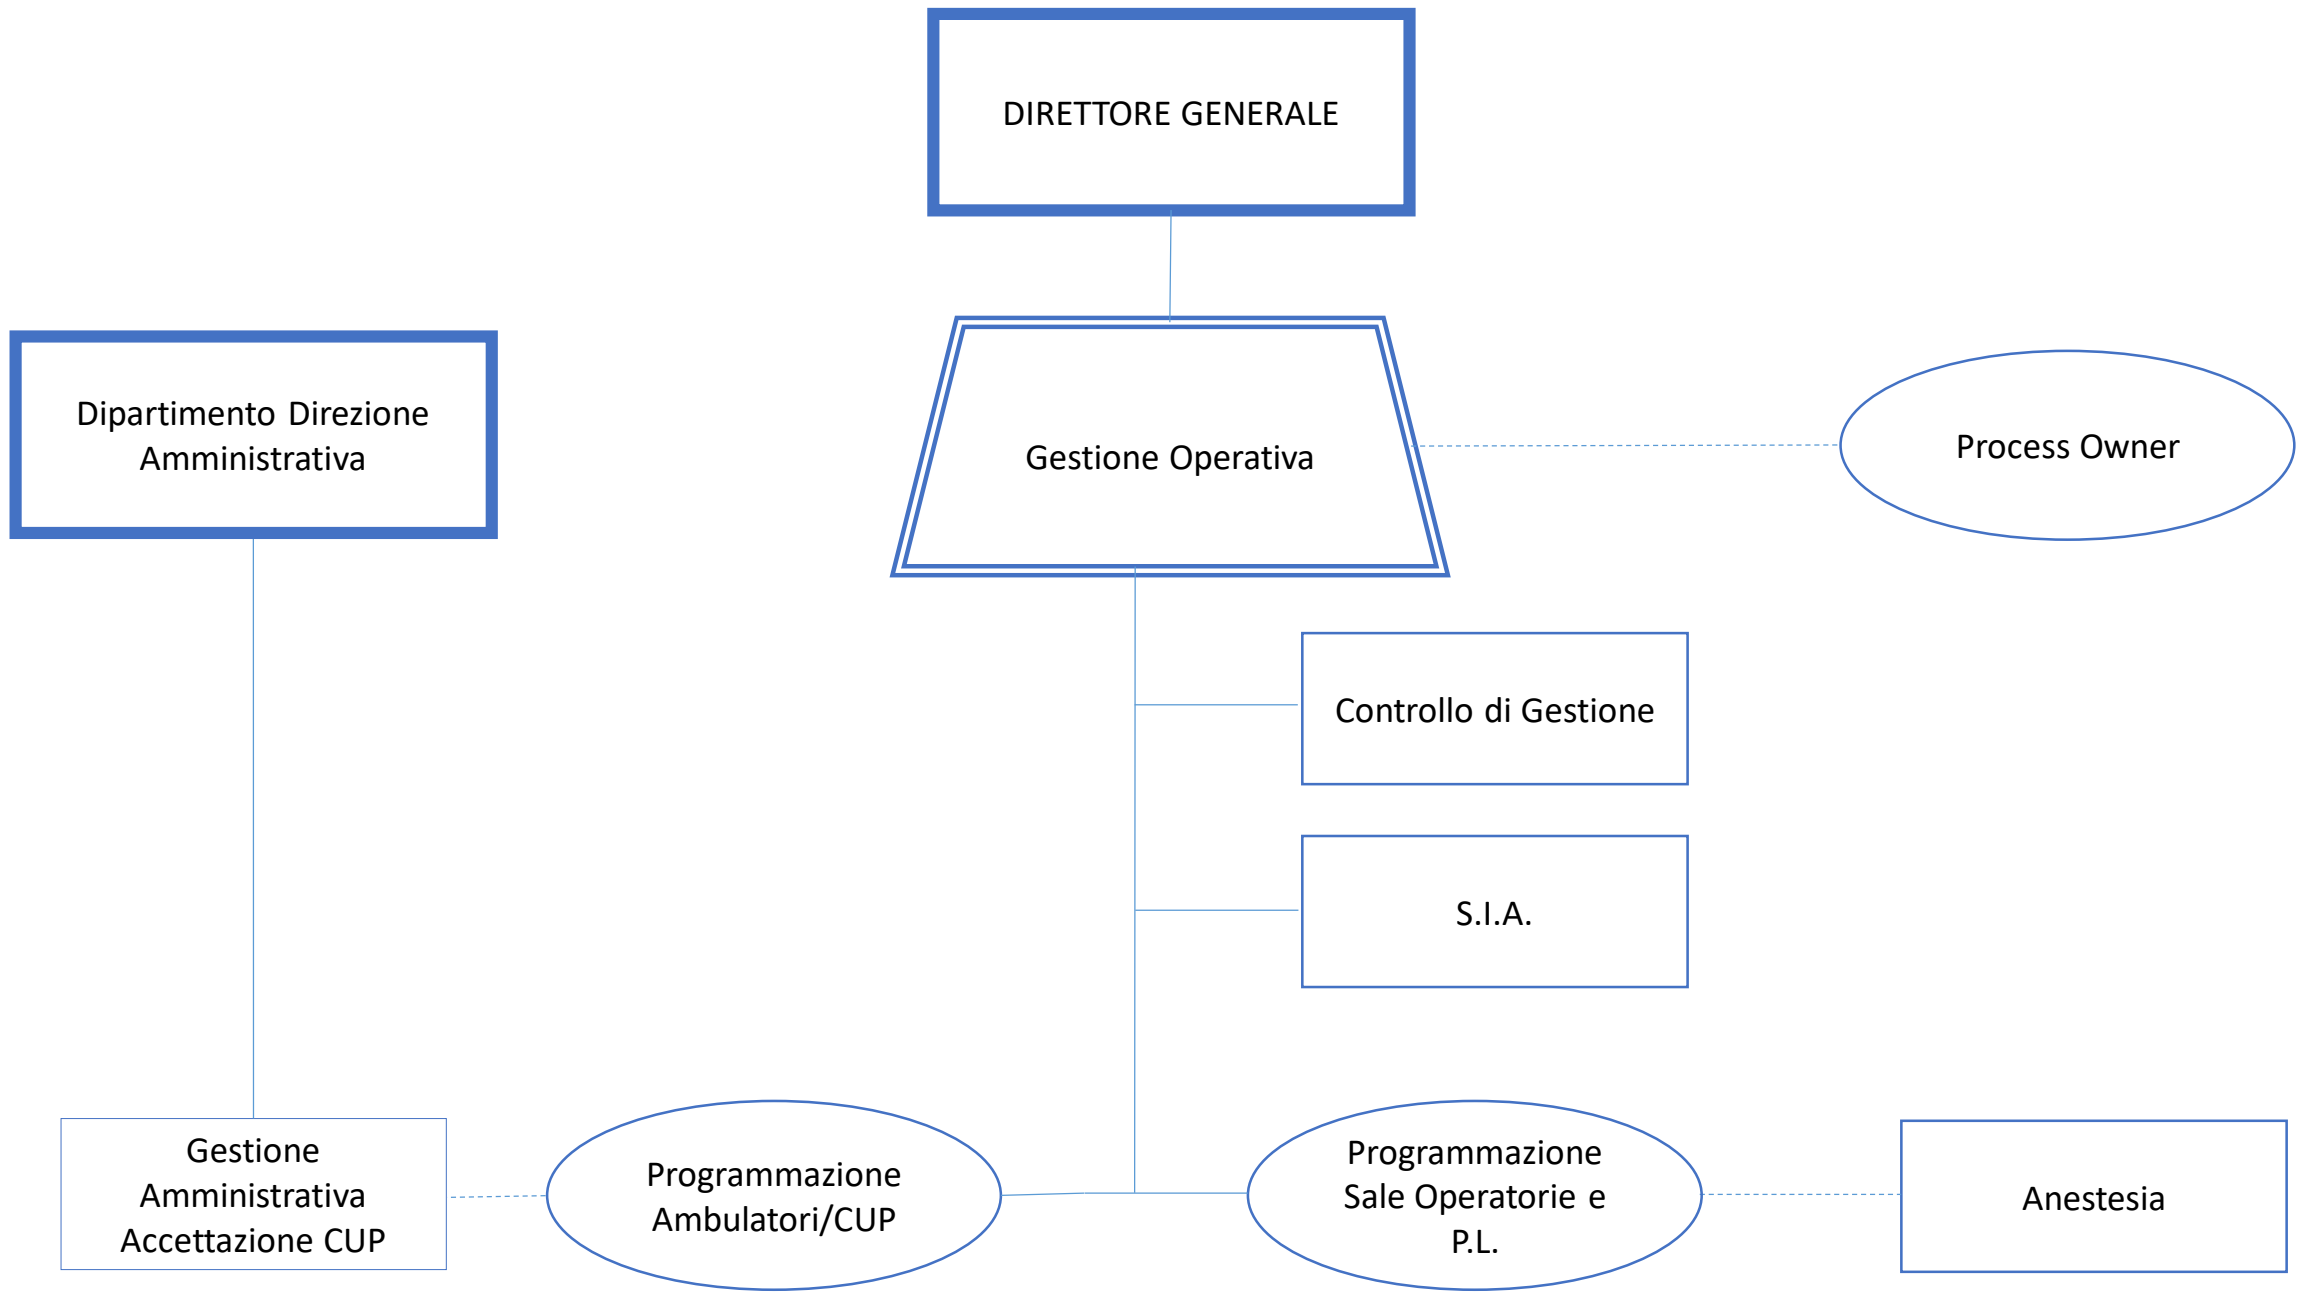 DIRETTORE GENERALE
Dipartimento Direzione
Amministrativa
Gestione Operativa
Process Owner
Controllo di Gestione
S.I.A.
Gestione
Amministrativa
Accettazione CUP
Programmazione
Ambulatori/CUP
Programmazione
Sale Operatorie e
P.L.
Anestesia